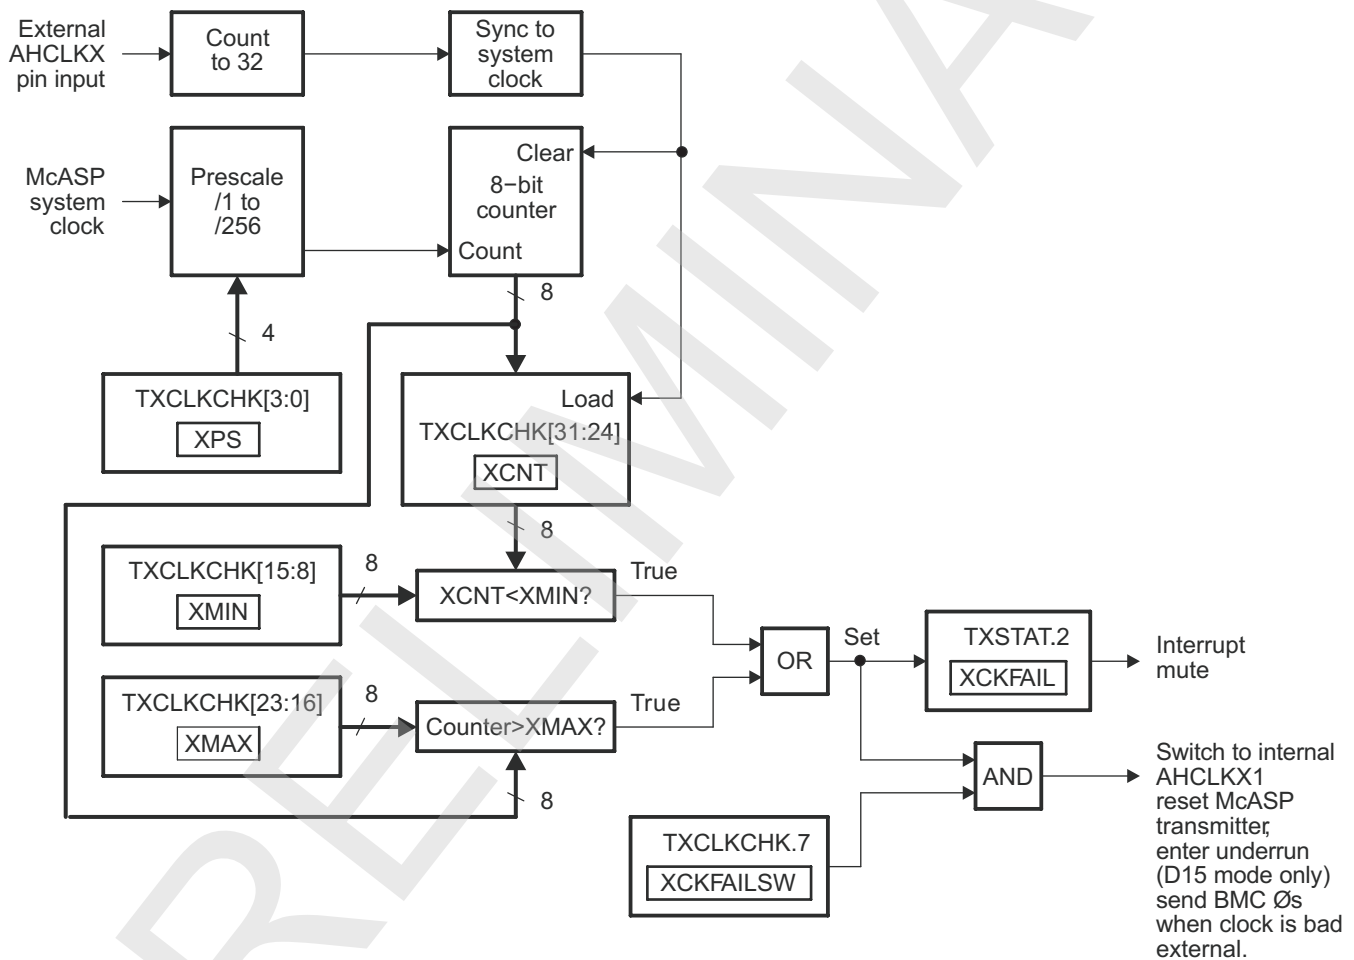 External
AHCLKX
pin input
Count
to 32
Sync to
system
clock
McASP
system
clock
Prescale
/1 to
/256
Clear
8−bit
counter
Count
8
4
TXCLKCHK[3:0]
XPS
Load
TXCLKCHK[31:24]
XCNT
8
TXCLKCHK[15:8]
XMIN
8
XCNT<XMIN?
True
TXCLKCHK[23:16]
XMAX
8
Counter>XMAX?
True
8
OR
Set
TXSTAT.2
XCKFAIL
Interrupt
mute
AND
TXCLKCHK.7
XCKFAILSW
Switch to internal
AHCLKX1
reset McASP
transmitter,
enter underrun
(D15 mode only)
send BMC Øs
when clock is bad
external.
RELIMINA